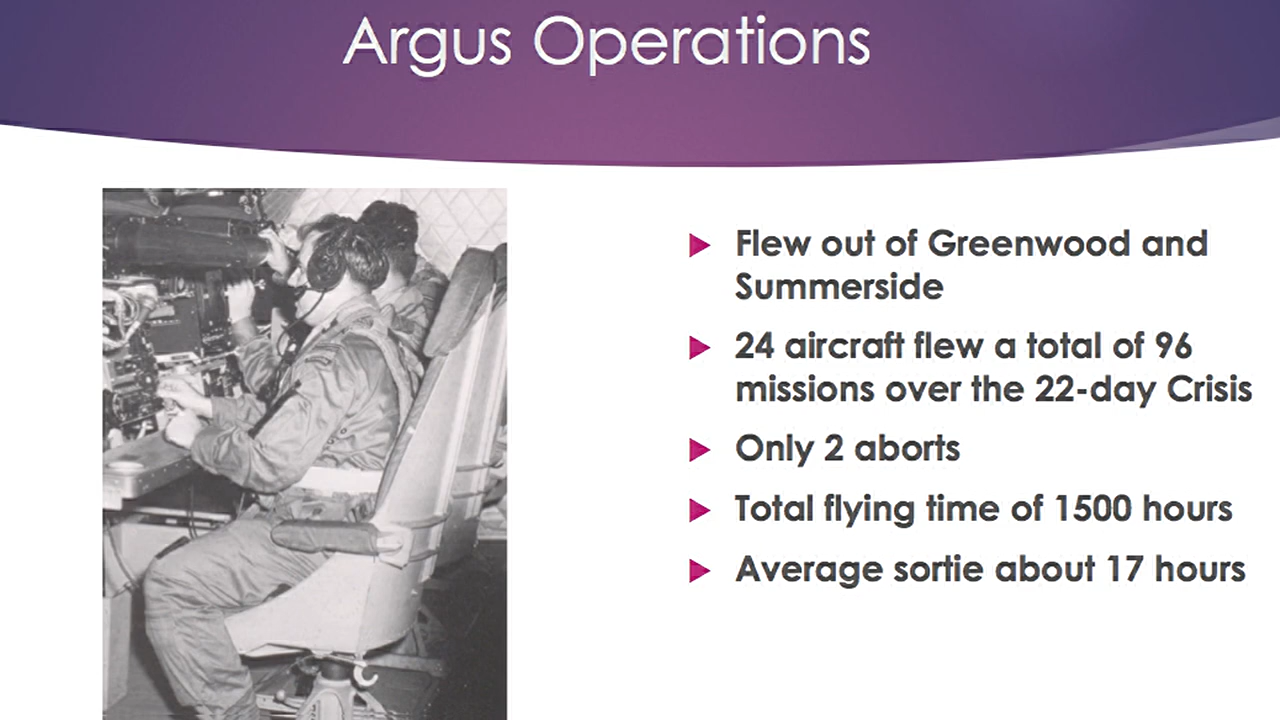 Argus Operations
Flew out of Greenwood and
Summerside
24 aircraft flew a total of 96
missions over the 22-day Crisis
Only 2 aborts
Total flying time of 1500 hours
Average sortie about 17 hours